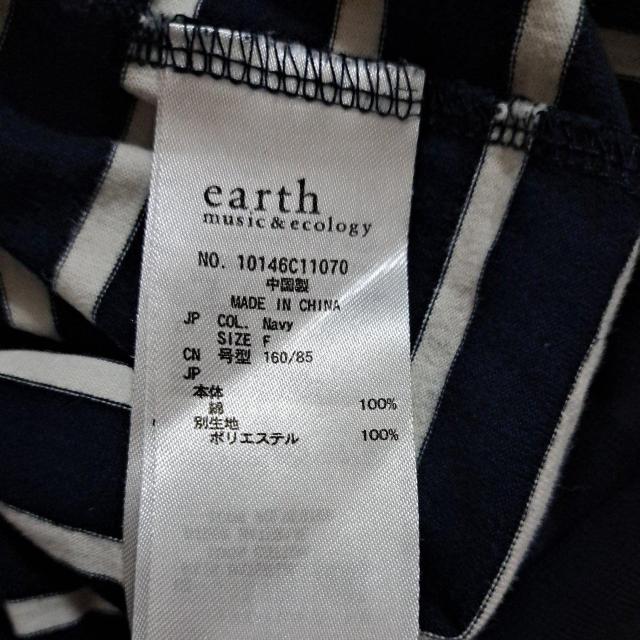 earth
music & ecology
NO. 10146C11070
中国製
MADE IN CHINA
JP COL. Navy
SIZE F
CN 号型 160/85
JP
本体
綿 100%
別生地
ポリエステル 100%